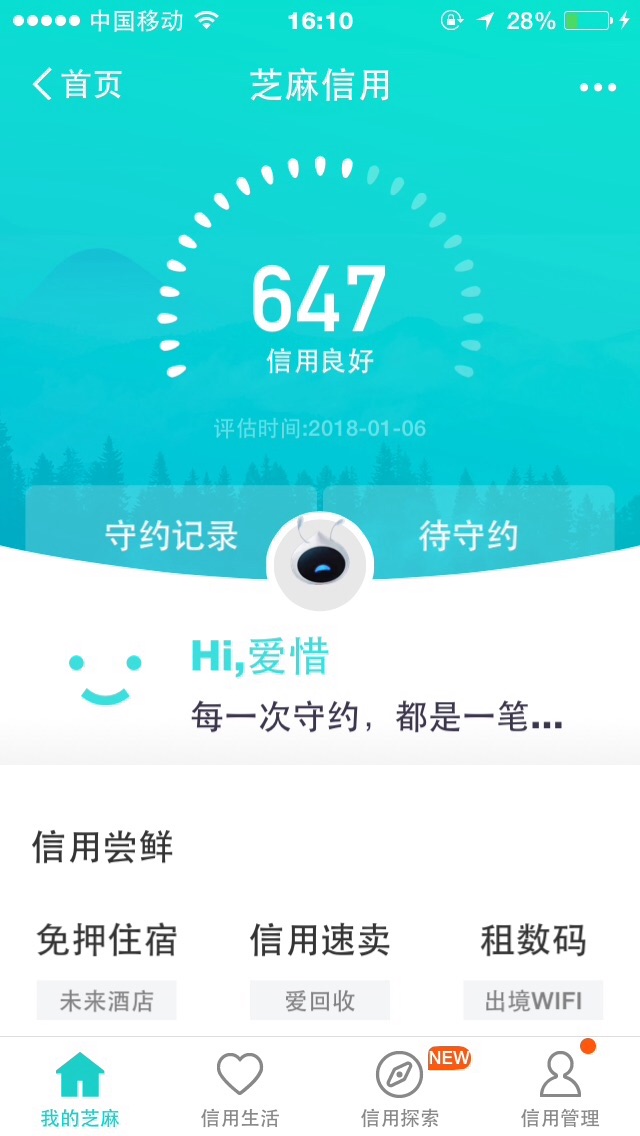 中国移动 16:10 28%
首页 芝麻信用
647
信用良好
评估时间:2018-01-06
守约记录 待守约
Hi,爱惜
每一次守约，都是一笔...
信用尝鲜
免押住宿 信用速卖 租数码
未来酒店 爱回收 出境WIFI
NEW
我的芝麻 信用生活 信用探索 信用管理